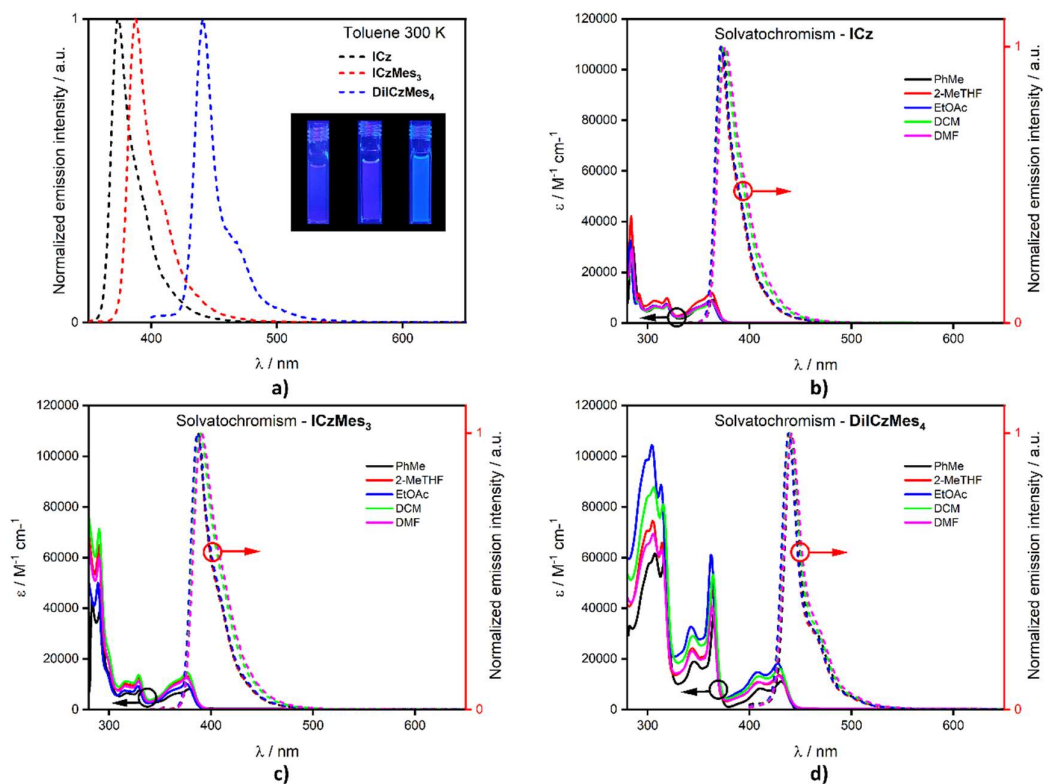 Normalized emission intensity / a.u.
1
0
Toluene 300 K
ICz
ICzMes3
DiICzMes4
400
500
600
λ / nm
a)
Solvatochromism - ICz
ε / M-1 cm-1
120000
100000
80000
60000
40000
20000
0
PhMe
2-MeTHF
EtOAc
DCM
DMF
1
0
Normalized emission intensity / a.u.
300
400
500
600
λ / nm
b)
Solvatochromism - ICzMes3
ε / M-1 cm-1
120000
100000
80000
60000
40000
20000
0
PhMe
2-MeTHF
EtOAc
DCM
DMF
1
0
Normalized emission intensity / a.u.
300
400
500
600
λ / nm
c)
Solvatochromism - DiICzMes4
ε / M-1 cm-1
120000
100000
80000
60000
40000
20000
0
PhMe
2-MeTHF
EtOAc
DCM
DMF
1
0
Normalized emission intensity / a.u.
300
400
500
600
λ / nm
d)